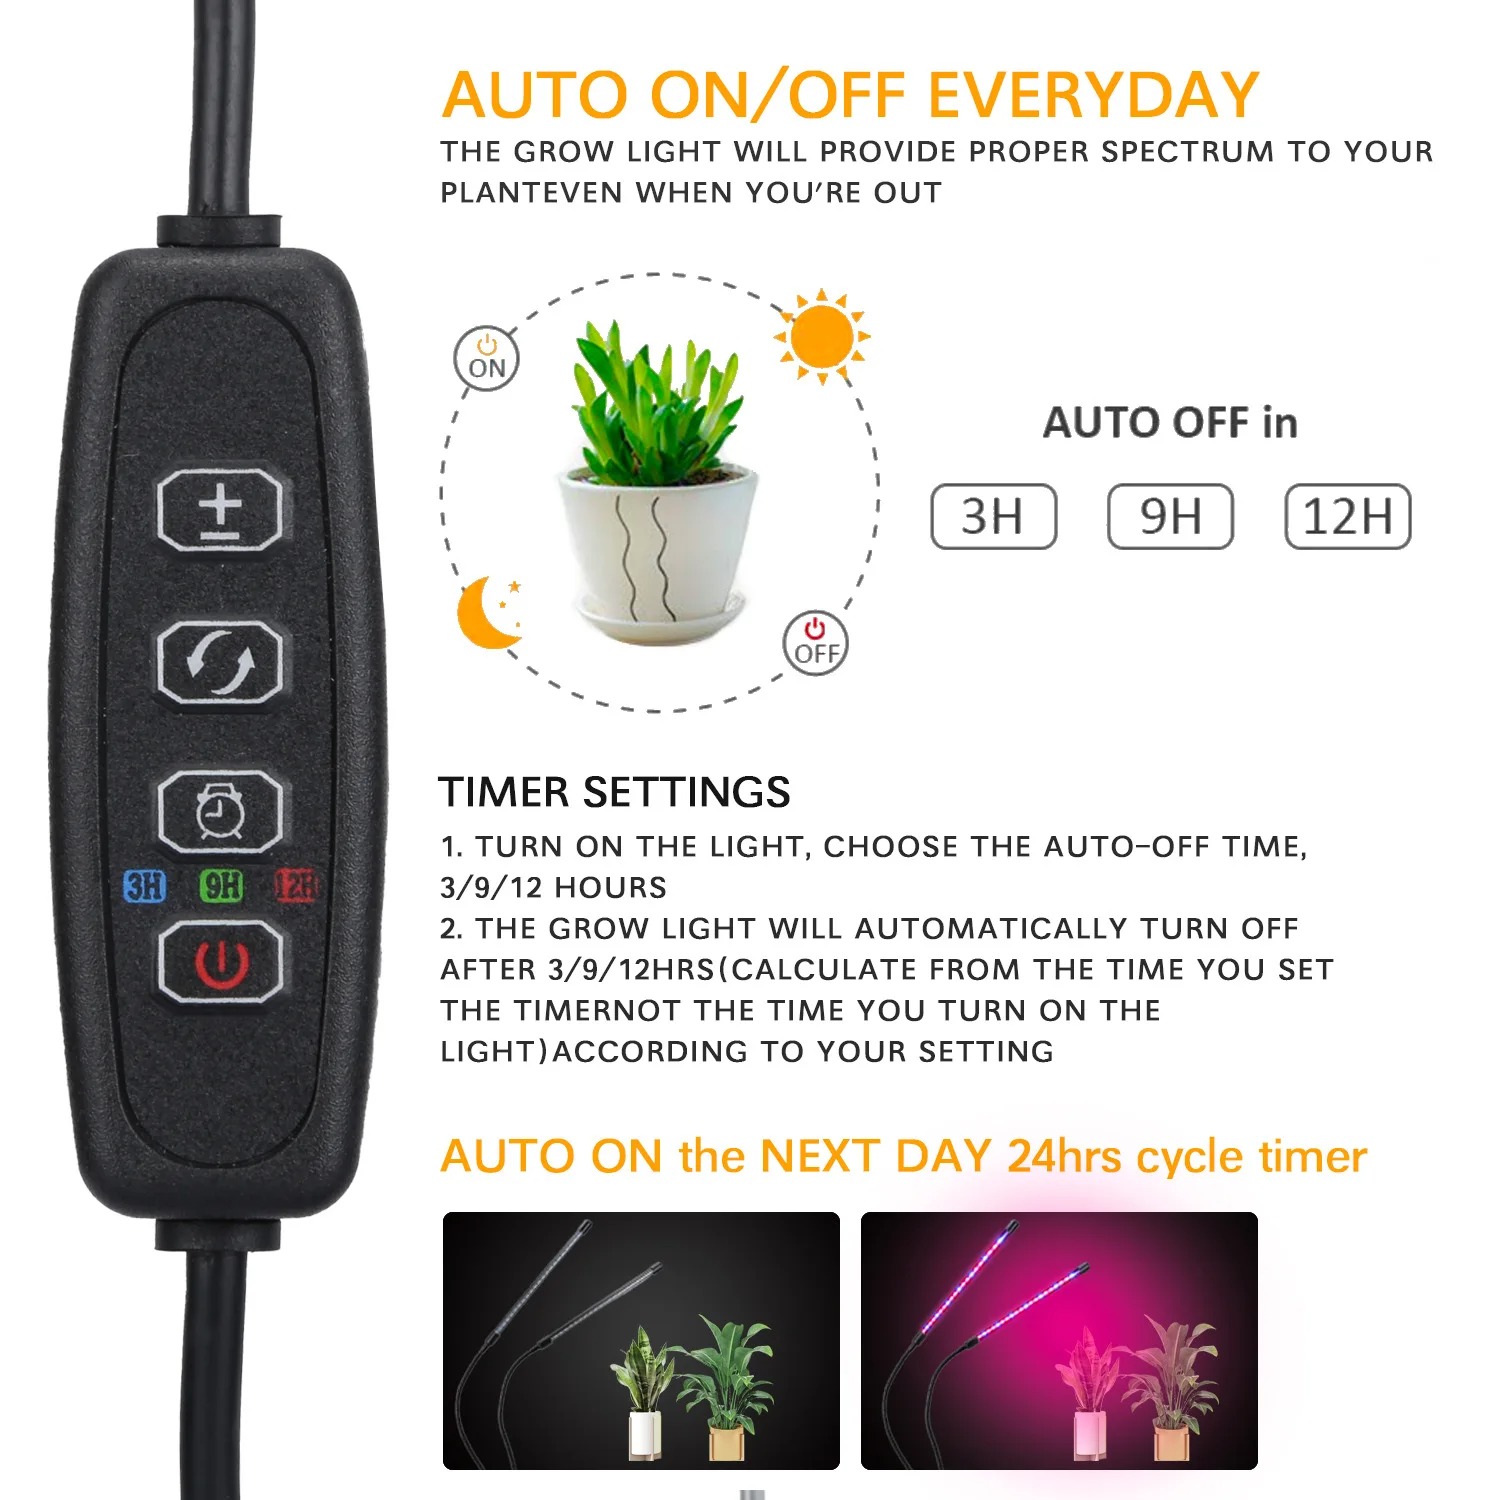 AUTO ON/OFF EVERYDAY
THE GROW LIGHT WILL PROVIDE PROPER SPECTRUM TO YOUR
PLANTEVEN WHEN YOU'RE OUT
ON
OFF
AUTO OFF in
3H 9H 12H
3H 9H 12H
TIMER SETTINGS
1. TURN ON THE LIGHT, CHOOSE THE AUTO-OFF TIME,
3/9/12 HOURS
2. THE GROW LIGHT WILL AUTOMATICALLY TURN OFF
AFTER 3/9/12HRS(CALCULATE FROM THE TIME YOU SET
THE TIMERNOT THE TIME YOU TURN ON THE
LIGHT)ACCORDING TO YOUR SETTING
AUTO ON the NEXT DAY 24hrs cycle timer